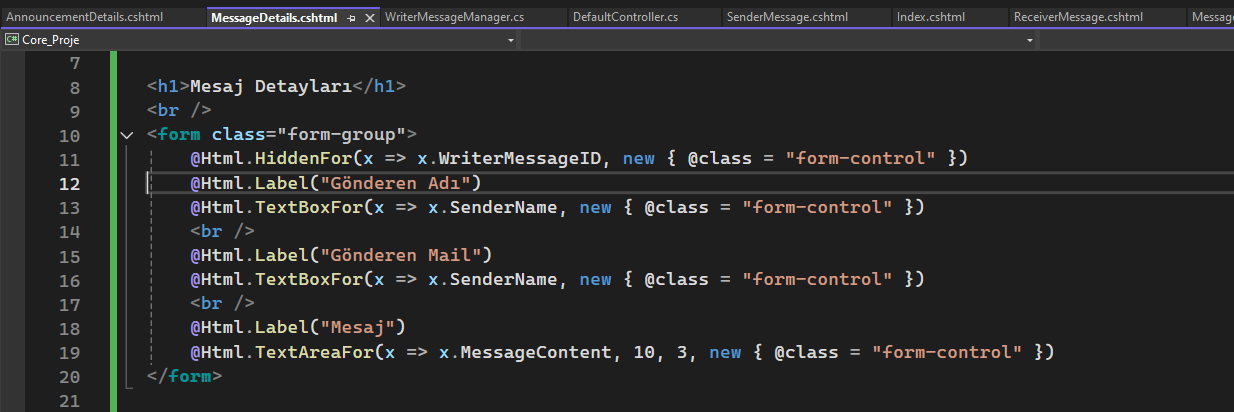 AnnouncementDetails.cshtml MessageDetails.cshtml WriterMessageManager.cs DefaultController.cs SenderMessage.cshtml Index.cshtml ReceiverMessage.cshtml Message
C# Core_Proje
7
8 <h1>Mesaj Detayları</h1>
9 <br />
10 <form class="form-group">
11 @Html.HiddenFor(x => x.WriterMessageID, new { @class = "form-control" })
12 @Html.Label("Gönderen Adı")
13 @Html.TextBoxFor(x => x.SenderName, new { @class = "form-control" })
14 <br />
15 @Html.Label("Gönderen Mail")
16 @Html.TextBoxFor(x => x.SenderName, new { @class = "form-control" })
17 <br />
18 @Html.Label("Mesaj")
19 @Html.TextAreaFor(x => x.MessageContent, 10, 3, new { @class = "form-control" })
20 </form>
21